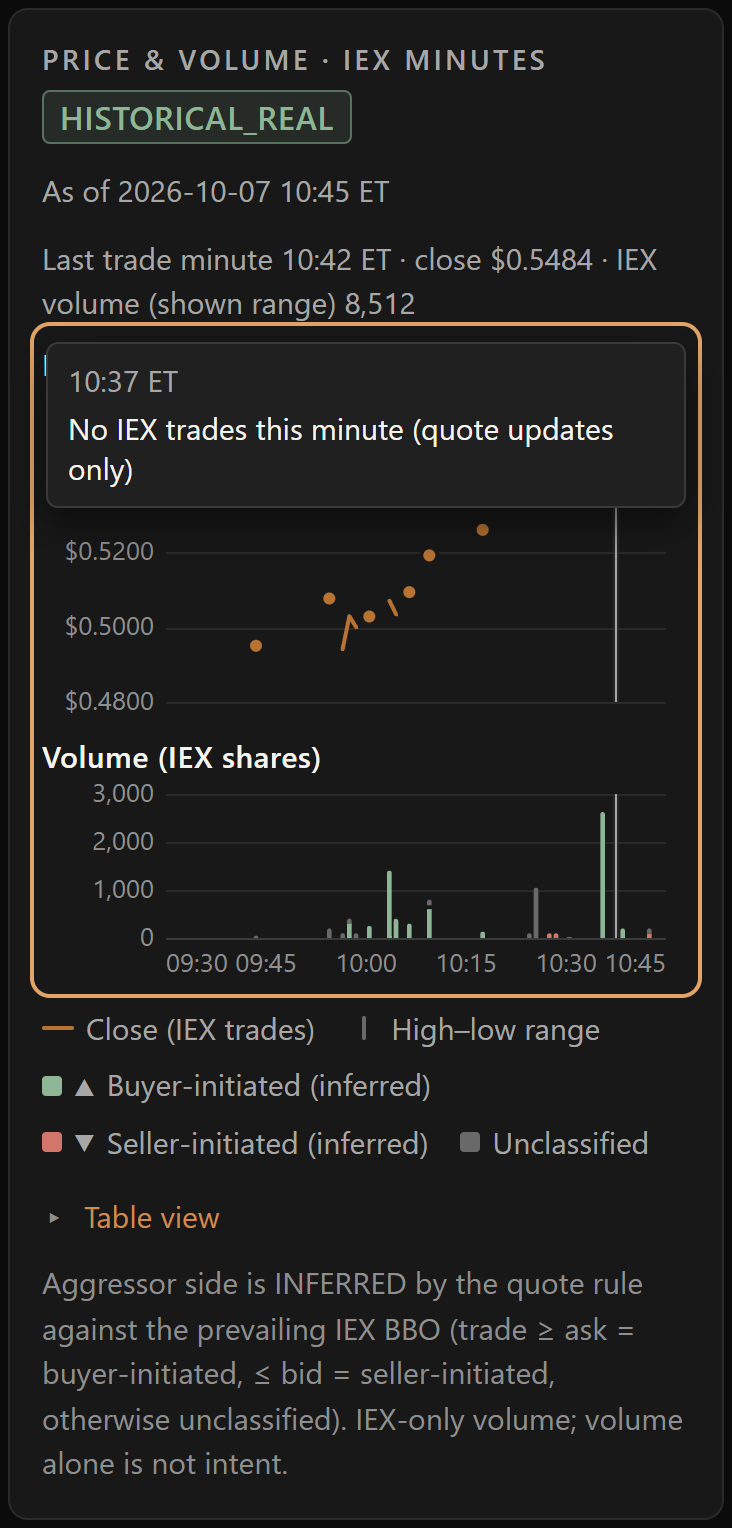 PRICE & VOLUME · IEX MINUTES
HISTORICAL_REAL
As of 2026-10-07 10:45 ET
Last trade minute 10:42 ET · close $0.5484 · IEX
volume (shown range) 8,512
10:37 ET
No IEX trades this minute (quote updates
only)
$0.5200
$0.5000
$0.4800
Volume (IEX shares)
3,000
2,000
1,000
0
09:30 09:45 10:00 10:15 10:30 10:45
Close (IEX trades) High–low range
▲ Buyer-initiated (inferred)
▼ Seller-initiated (inferred) Unclassified
▸ Table view
Aggressor side is INFERRED by the quote rule
against the prevailing IEX BBO (trade ≥ ask =
buyer-initiated, ≤ bid = seller-initiated,
otherwise unclassified). IEX-only volume; volume
alone is not intent.